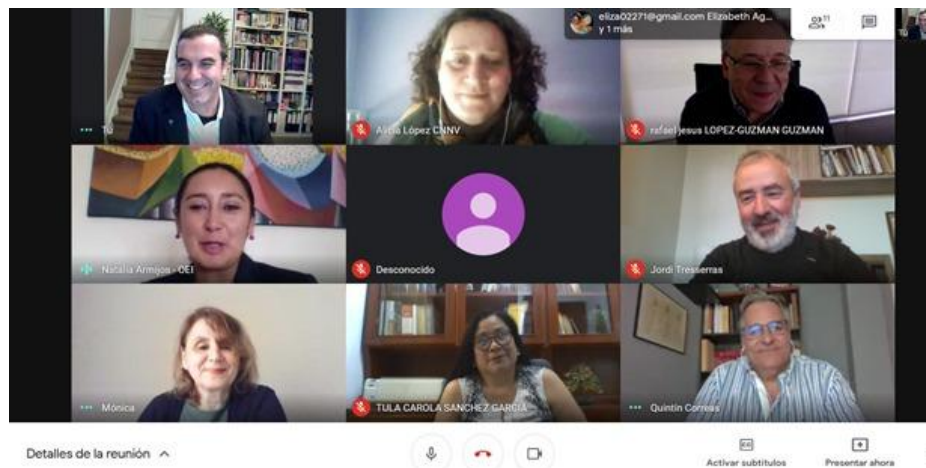 eliza02271@gmail.com Elizabeth Ag...
y 1 más
11
Tú
Alicia López CNNV
rafael jesus LOPEZ-GUZMAN GUZMAN
Natalia Armijos - OEI
Desconocido
Jordi Tresserras
Mónica
TULA CAROLA SANCHEZ GARCIA
Quintín Correas
Detalles de la reunión
Activar subtítulos
Presentar ahora